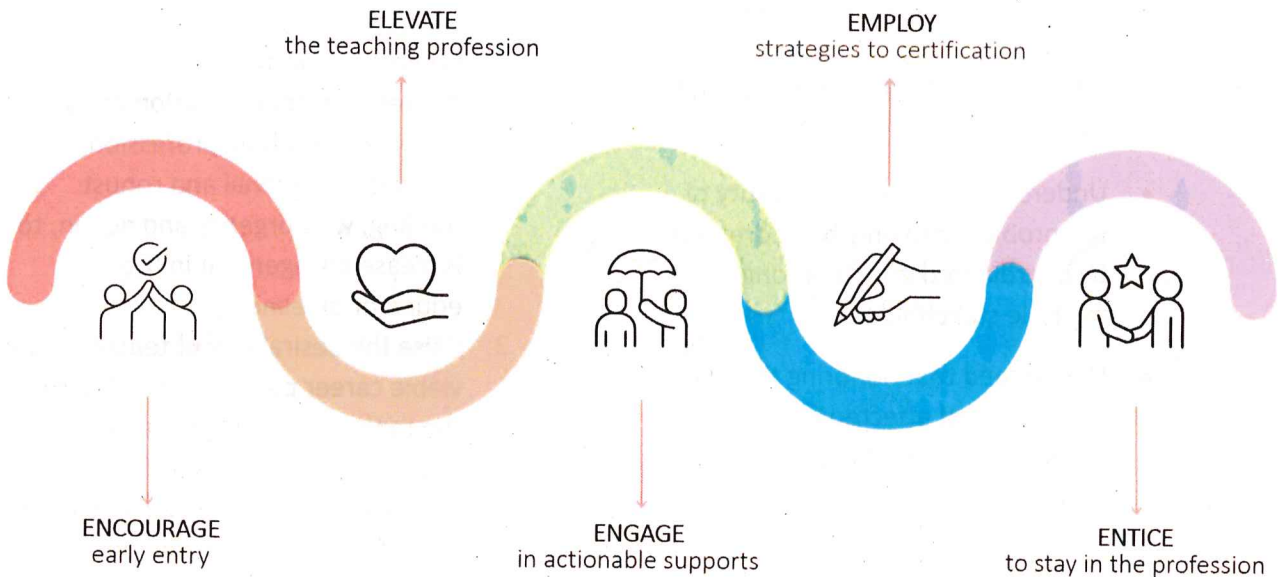 ELEVATE
the teaching profession
EMPLOY
strategies to certification
ENCOURAGE
early entry
ENGAGE
in actionable supports
ENTICE
to stay in the profession